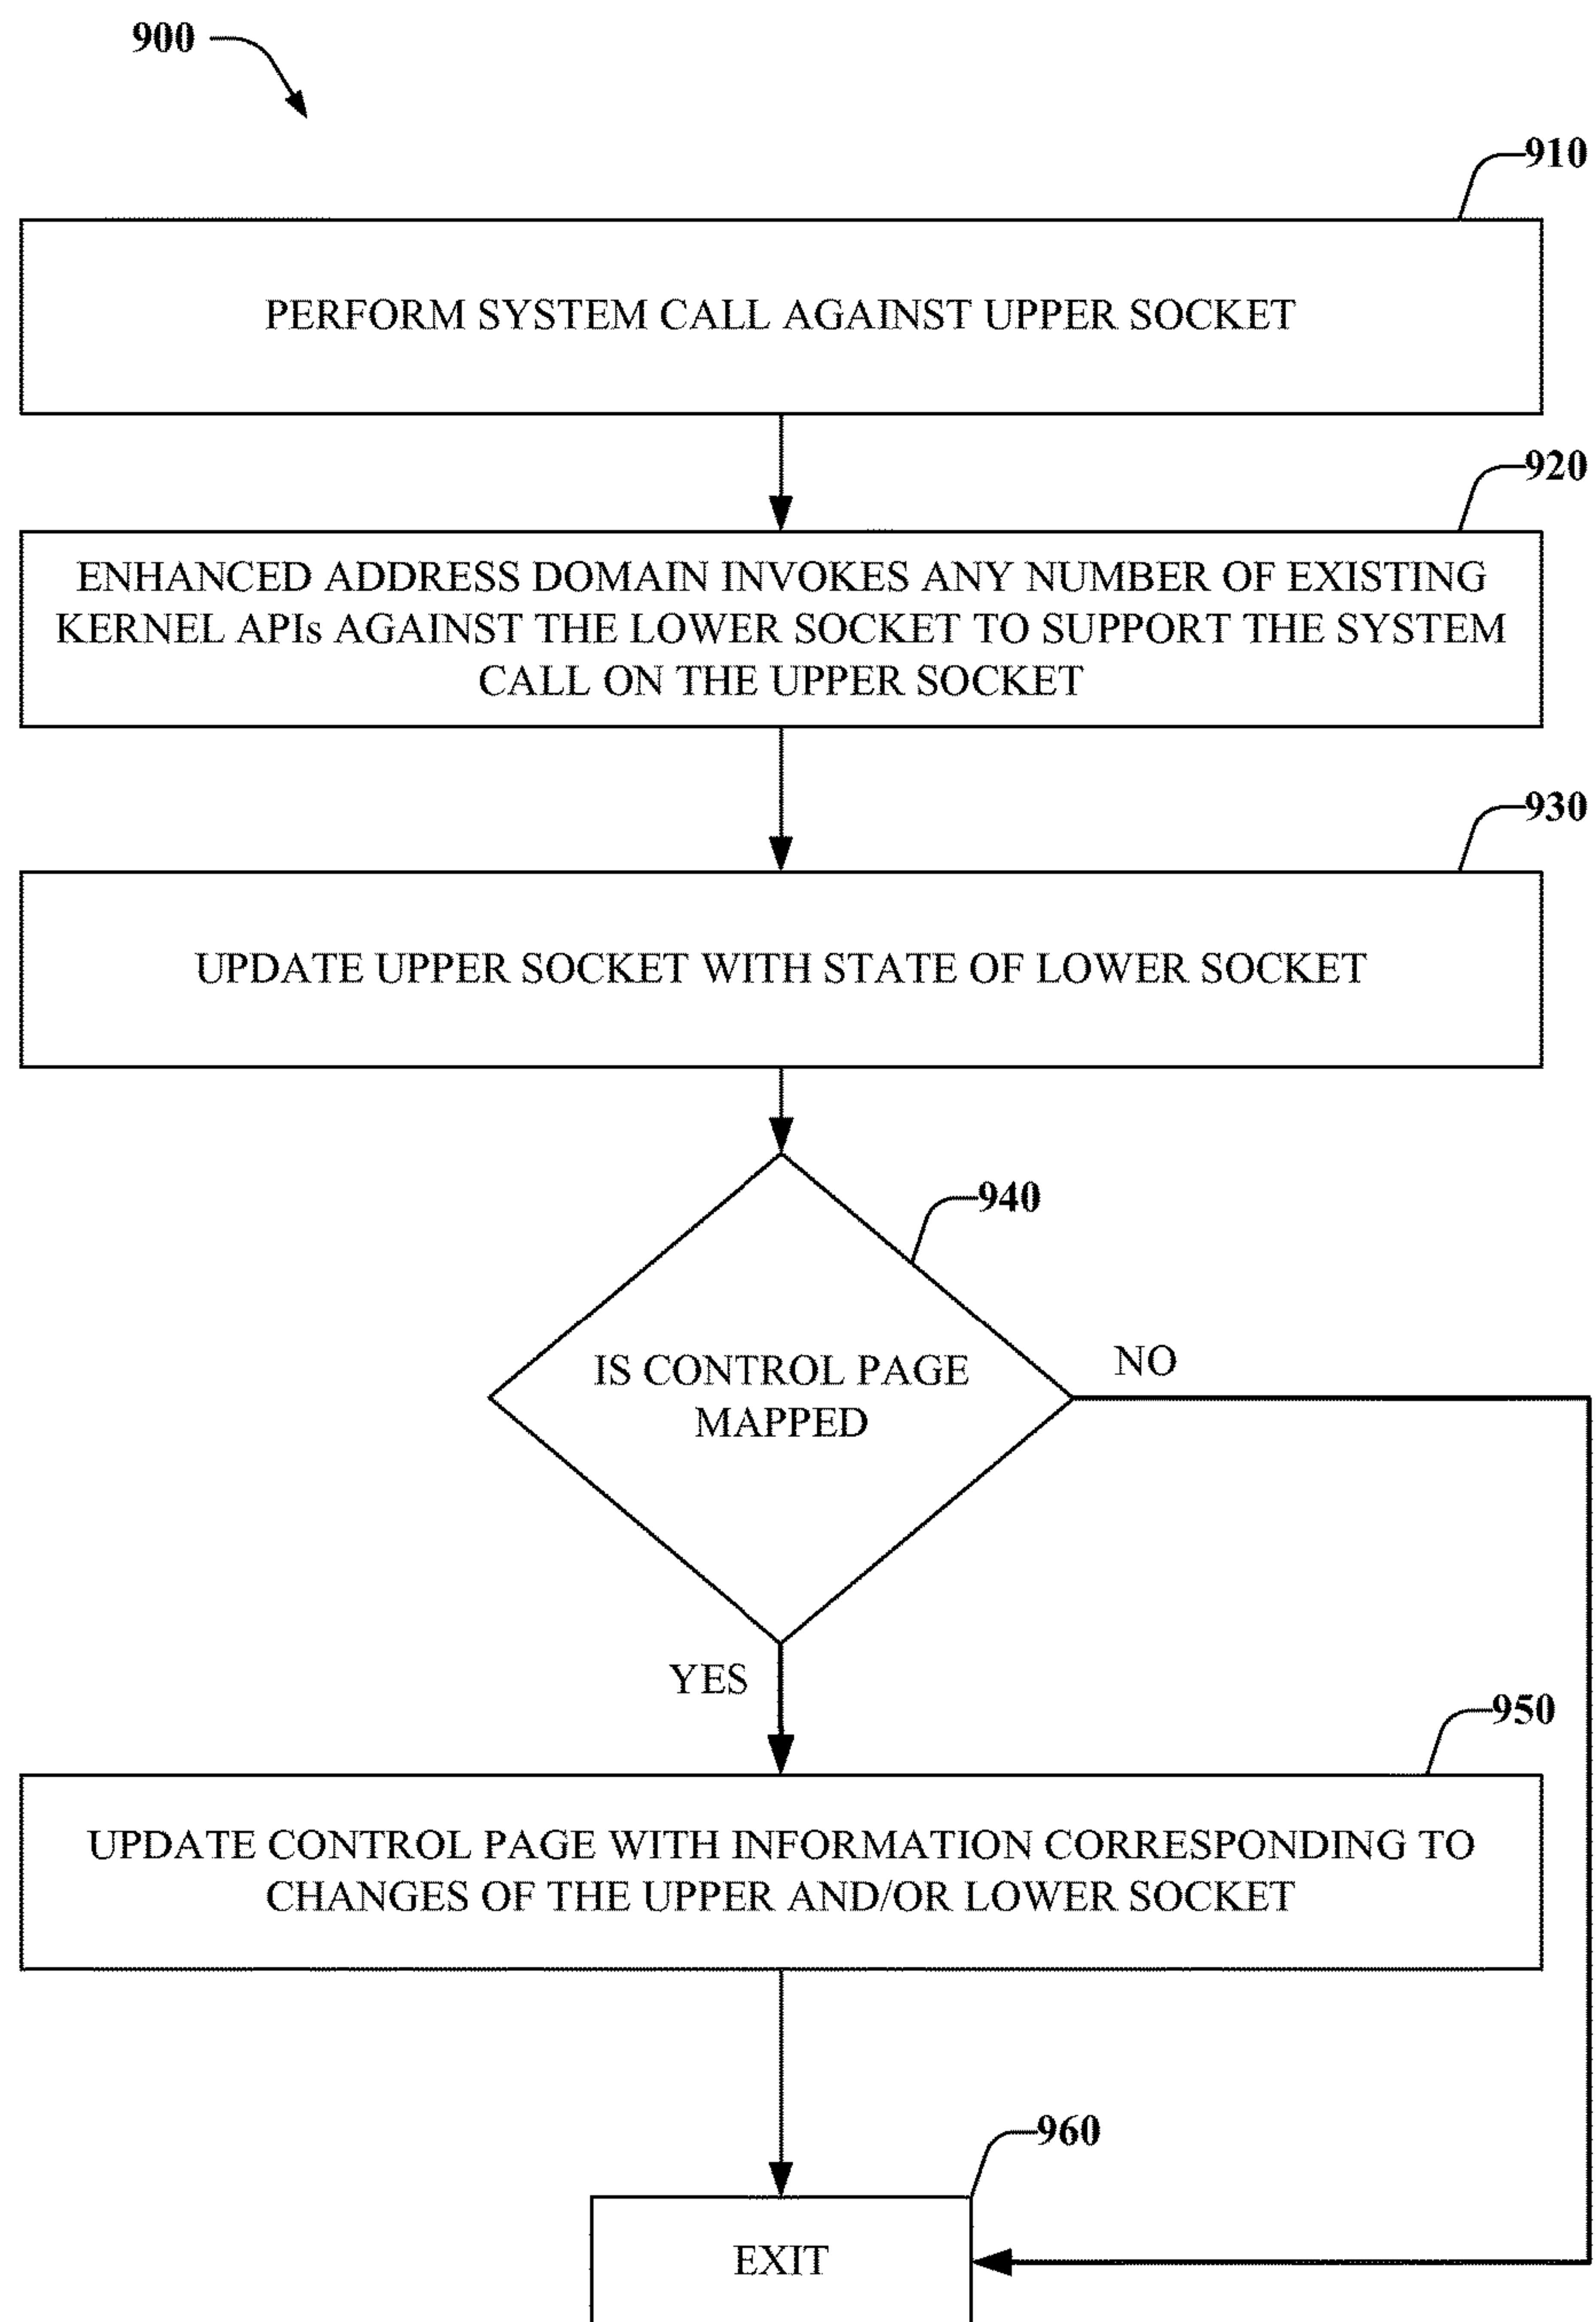 900
910
PERFORM SYSTEM CALL AGAINST UPPER SOCKET
920
ENHANCED ADDRESS DOMAIN INVOKES ANY NUMBER OF EXISTING
KERNEL APIs AGAINST THE LOWER SOCKET TO SUPPORT THE SYSTEM
CALL ON THE UPPER SOCKET
930
UPDATE UPPER SOCKET WITH STATE OF LOWER SOCKET
940
IS CONTROL PAGE
MAPPED
NO
YES
950
UPDATE CONTROL PAGE WITH INFORMATION CORRESPONDING TO
CHANGES OF THE UPPER AND/OR LOWER SOCKET
960
EXIT